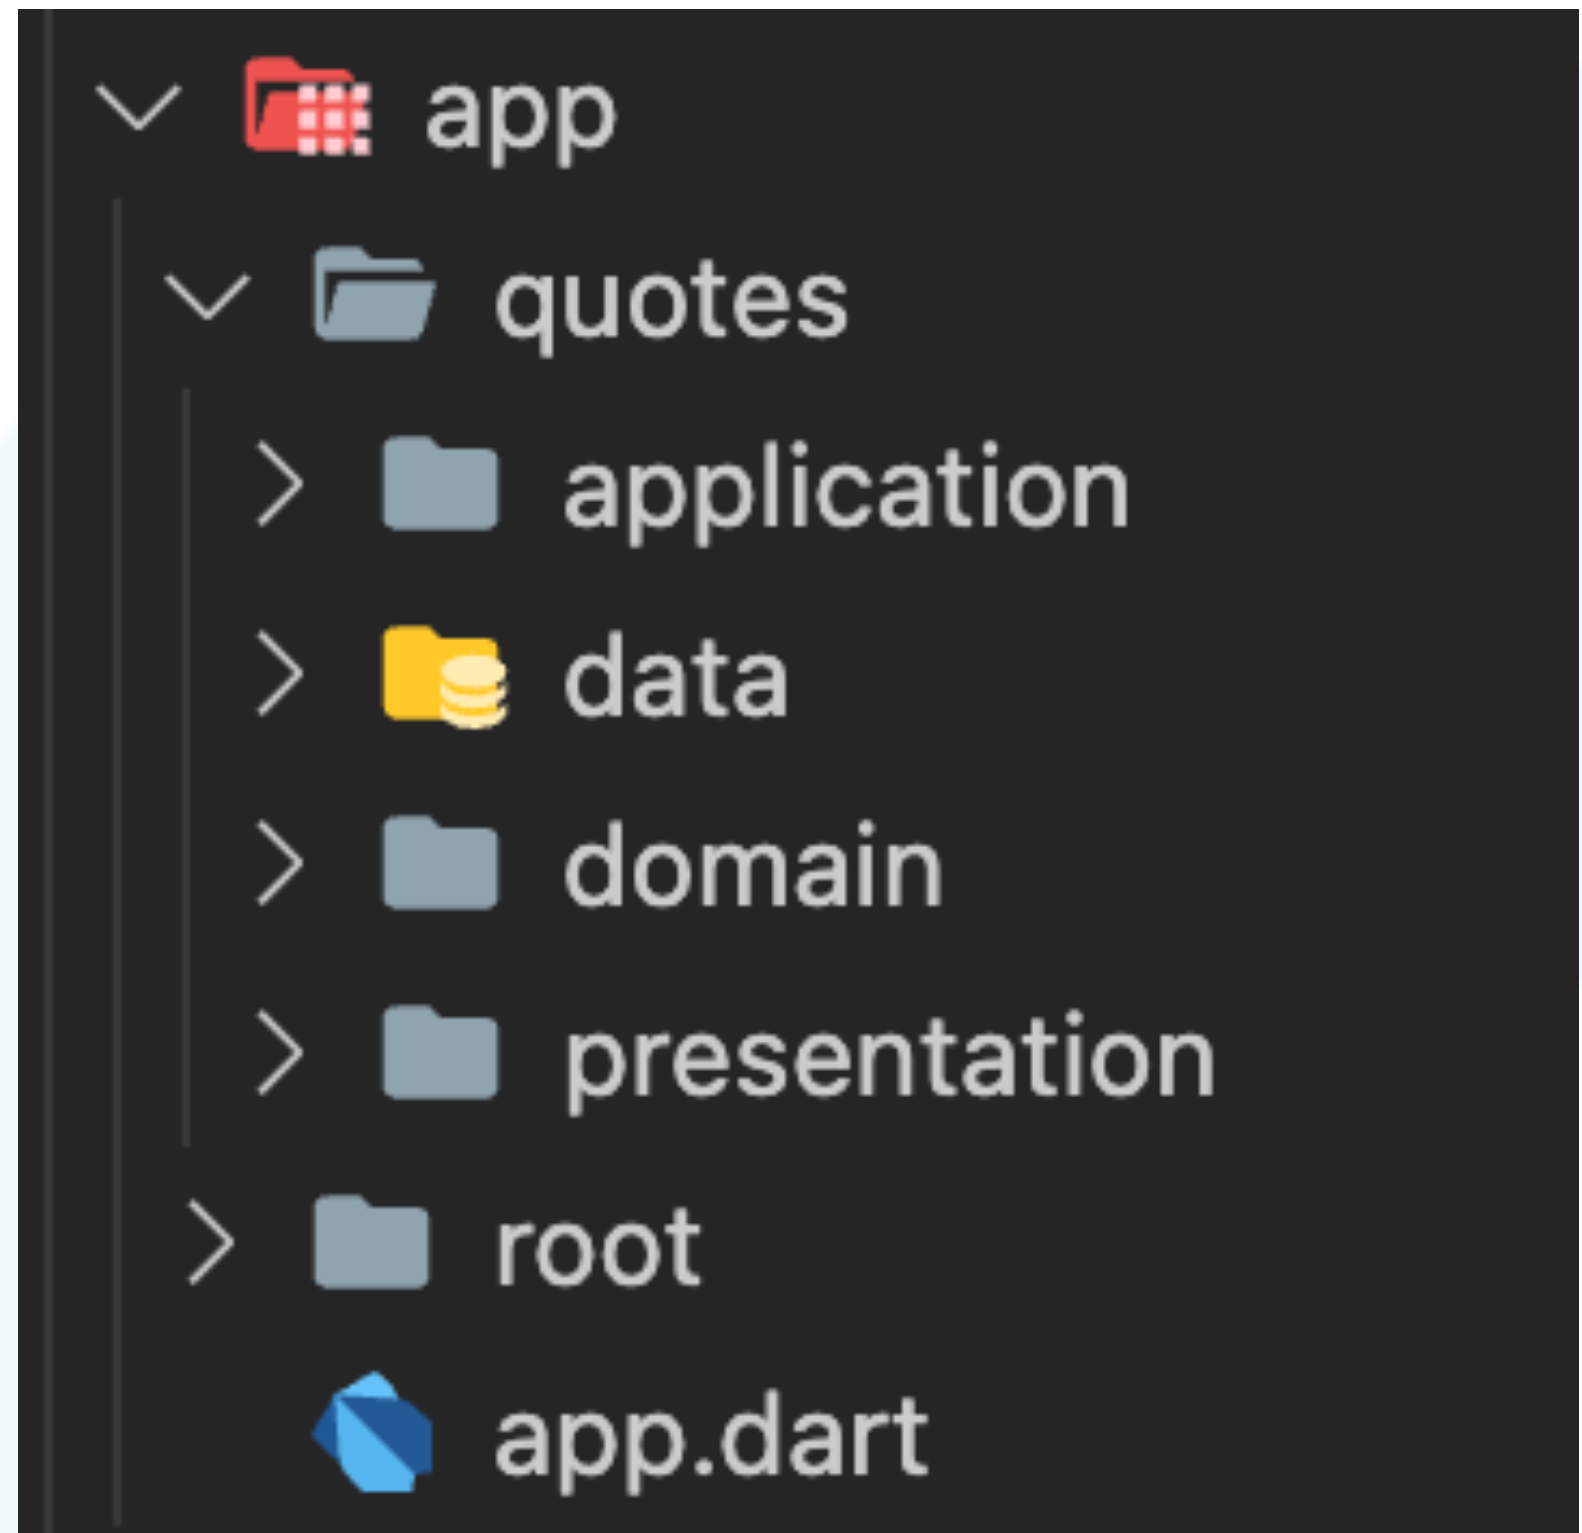 app
quotes
application
data
domain
presentation
root
app.dart